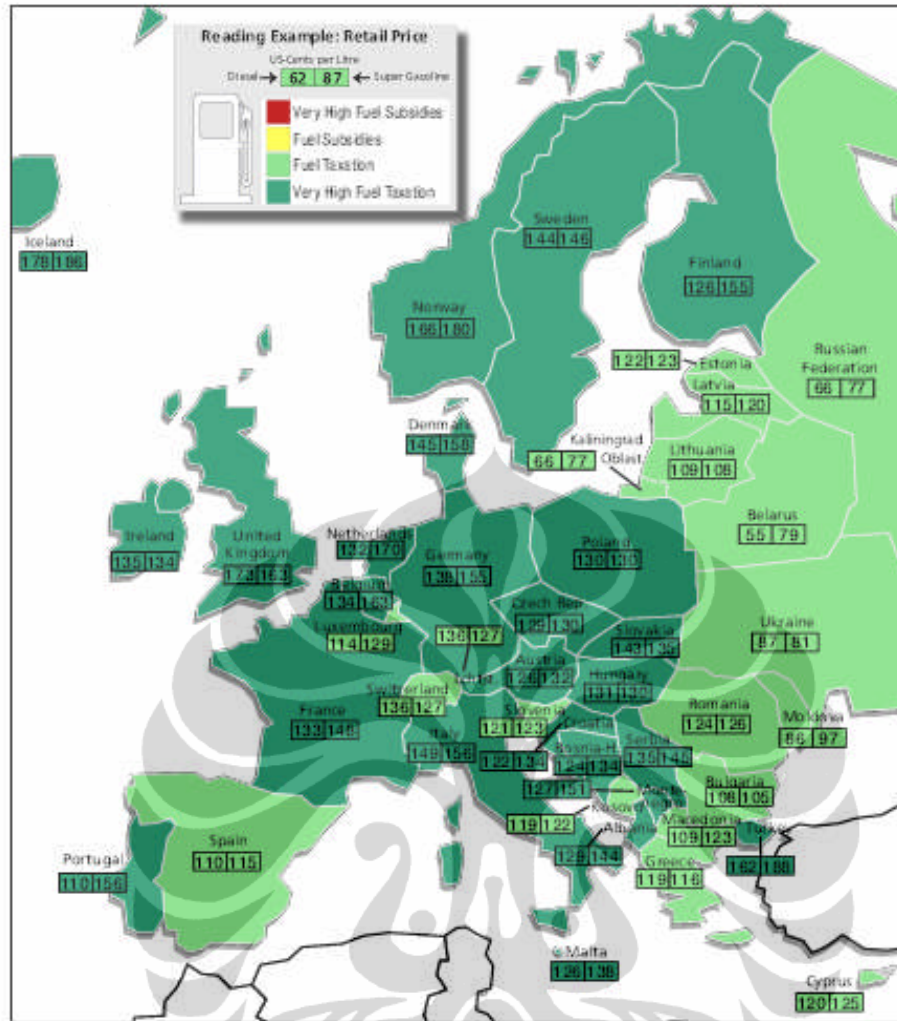 Reading Example: Retail Price
US-Cents per Litre
Diesel 62 87 Super Gasoline
Very High Fuel Subsidies
Fuel Subsidies
Fuel Taxation
Very High Fuel Taxation
Iceland
178 186
Sweden
144 146
Finland
126 155
Norway
166 180
122 123 Estonia
Russian
Federation
66 77
Latvia
115 120
Denmark
145 158
Kaliningrad
Oblast
66 77
Lithuania
109 108
Belarus
55 79
Ireland
135 134
United
Kingdom
173 163
Netherlands
132 170
Germany
138 155
Poland
130 130
Belgium
134 163
Czech Rep
129 130
Luxembourg
114 129
136 127
Slovakia
143 135
Ukraine
87 81
Austria
126 132
Switzerland
136 127
Hungary
131 130
France
133 148
Slovenia
121 123
Romania
124 126
Moldova
86 97
Italy
149 156
Croatia
122 134
Bosnia-H.
124 134
Serbia
135 145
127 151
Bulgaria
108 105
Kosovo
119 122
Macedonia
109 123
Albania
129 144
Turkey
162 188
Spain
110 115
Portugal
110 156
Greece
119 116
Malta
126 138
Cyprus
120 125